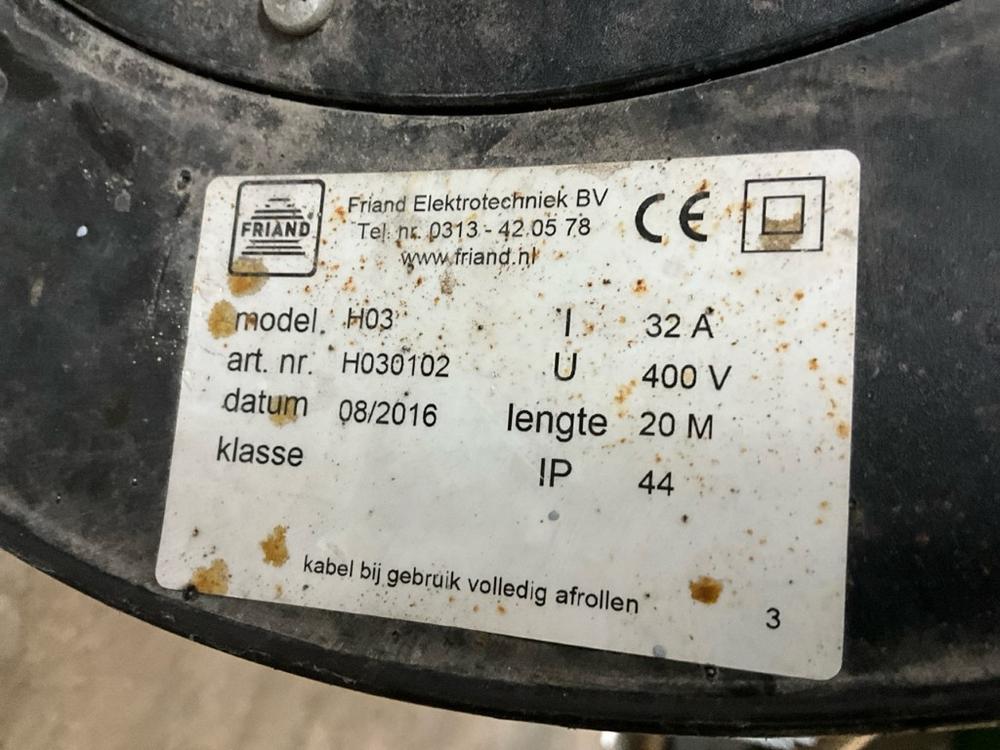 FRIAND
Friand Elektrotechniek BV
Tel. nr. 0313 - 42 05 78
www.friand.nl
CE
model. H03 I 32 A
art. nr. H030102 U 400 V
datum 08/2016 lengte 20 M
klasse IP 44
kabel bij gebruik volledig afrollen
3